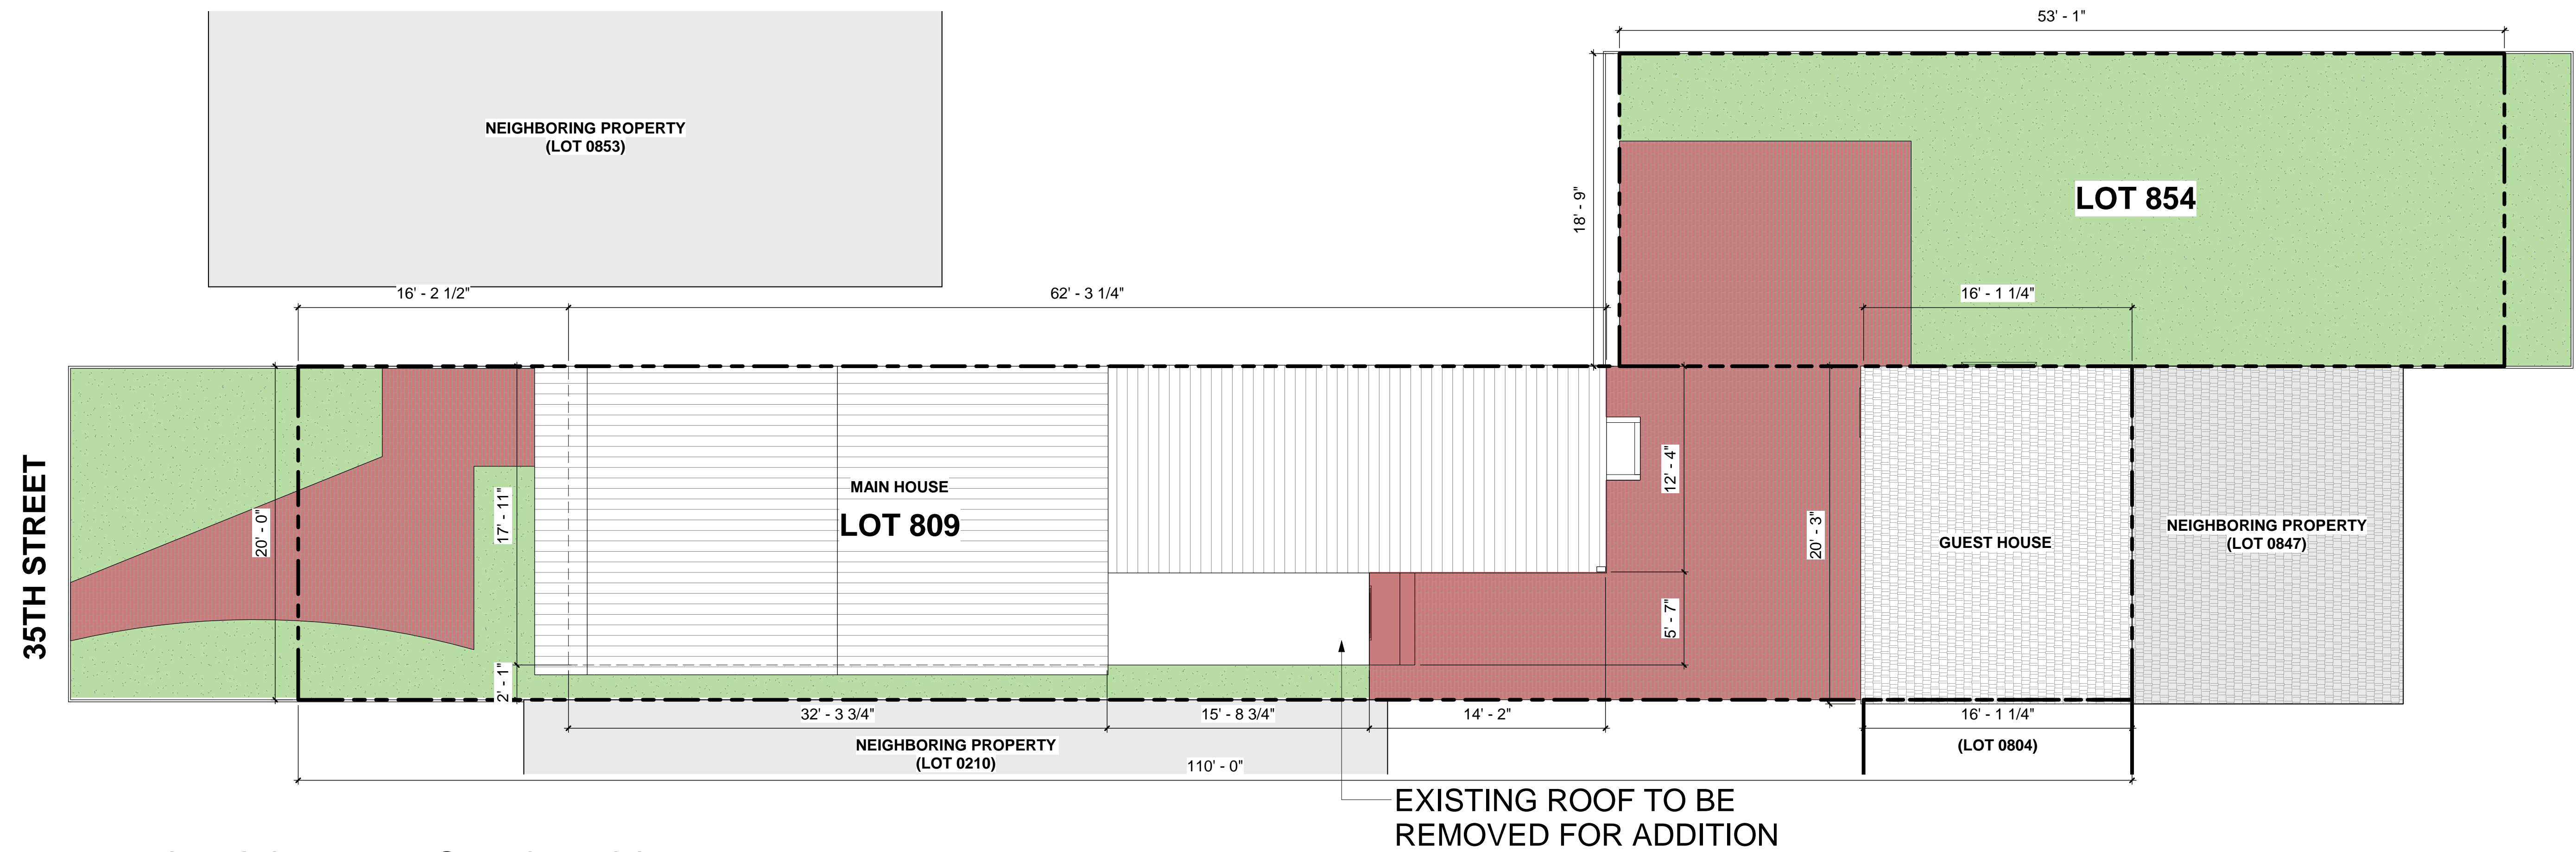 53' - 1"
NEIGHBORING PROPERTY
(LOT 0853)
LOT 854
18' - 9"
16' - 2 1/2"
62' - 3 1/4"
16' - 1 1/4"
35TH STREET
20' - 0"
17' - 11"
2' - 1"
MAIN HOUSE
LOT 809
12' - 4"
5' - 7"
20' - 3"
GUEST HOUSE
NEIGHBORING PROPERTY
(LOT 0847)
32' - 3 3/4"
15' - 8 3/4"
14' - 2"
16' - 1 1/4"
NEIGHBORING PROPERTY
(LOT 0210)
(LOT 0804)
110' - 0"
EXISTING ROOF TO BE
REMOVED FOR ADDITION